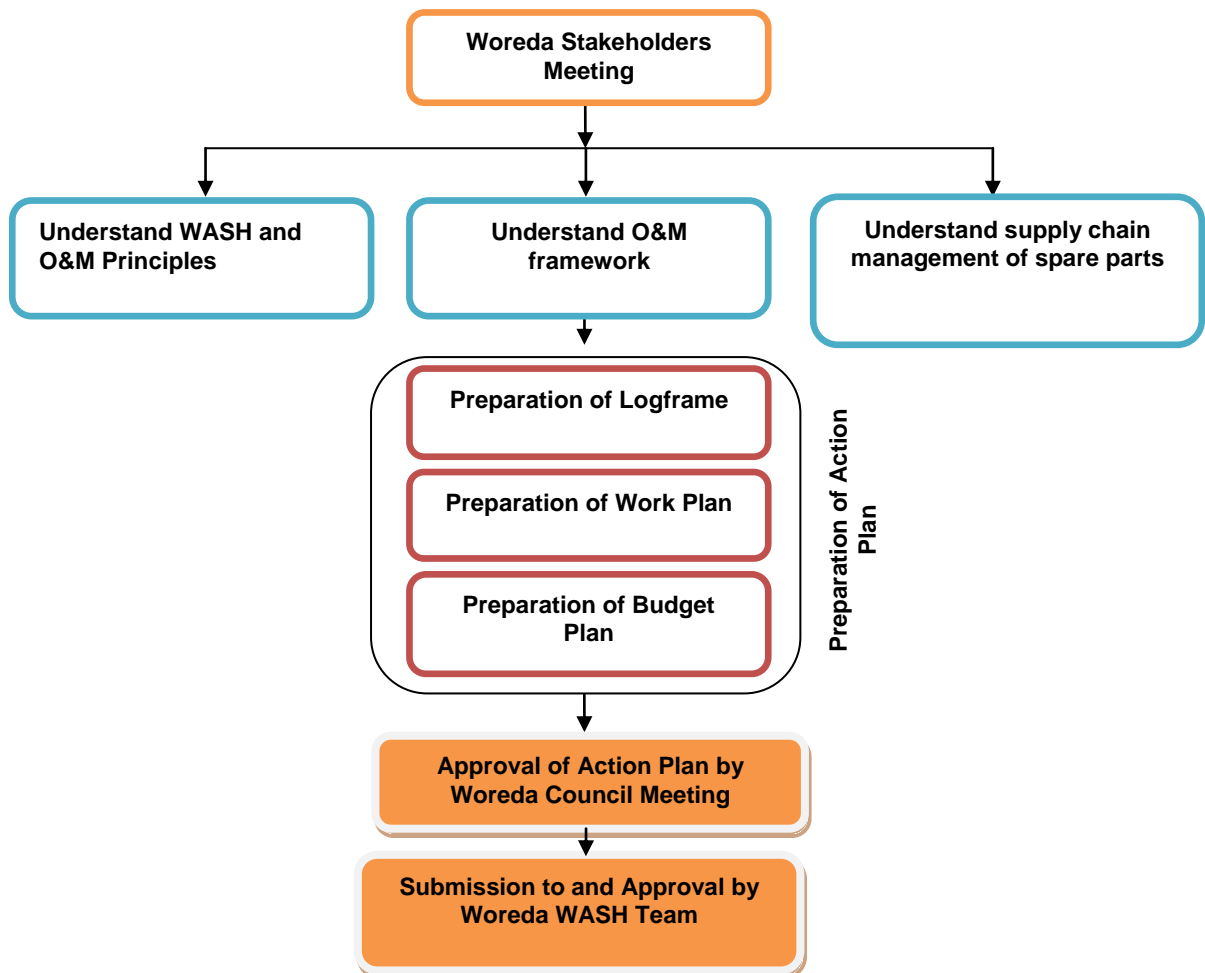 Woreda Stakeholders
Meeting
Understand WASH and
O&M Principles
Understand O&M
framework
Understand supply chain
management of spare parts
Preparation of Logframe
Preparation of Work Plan
Preparation of Budget
Plan
Preparation of Action
Plan
Approval of Action Plan by
Woreda Council Meeting
Submission to and Approval by
Woreda WASH Team